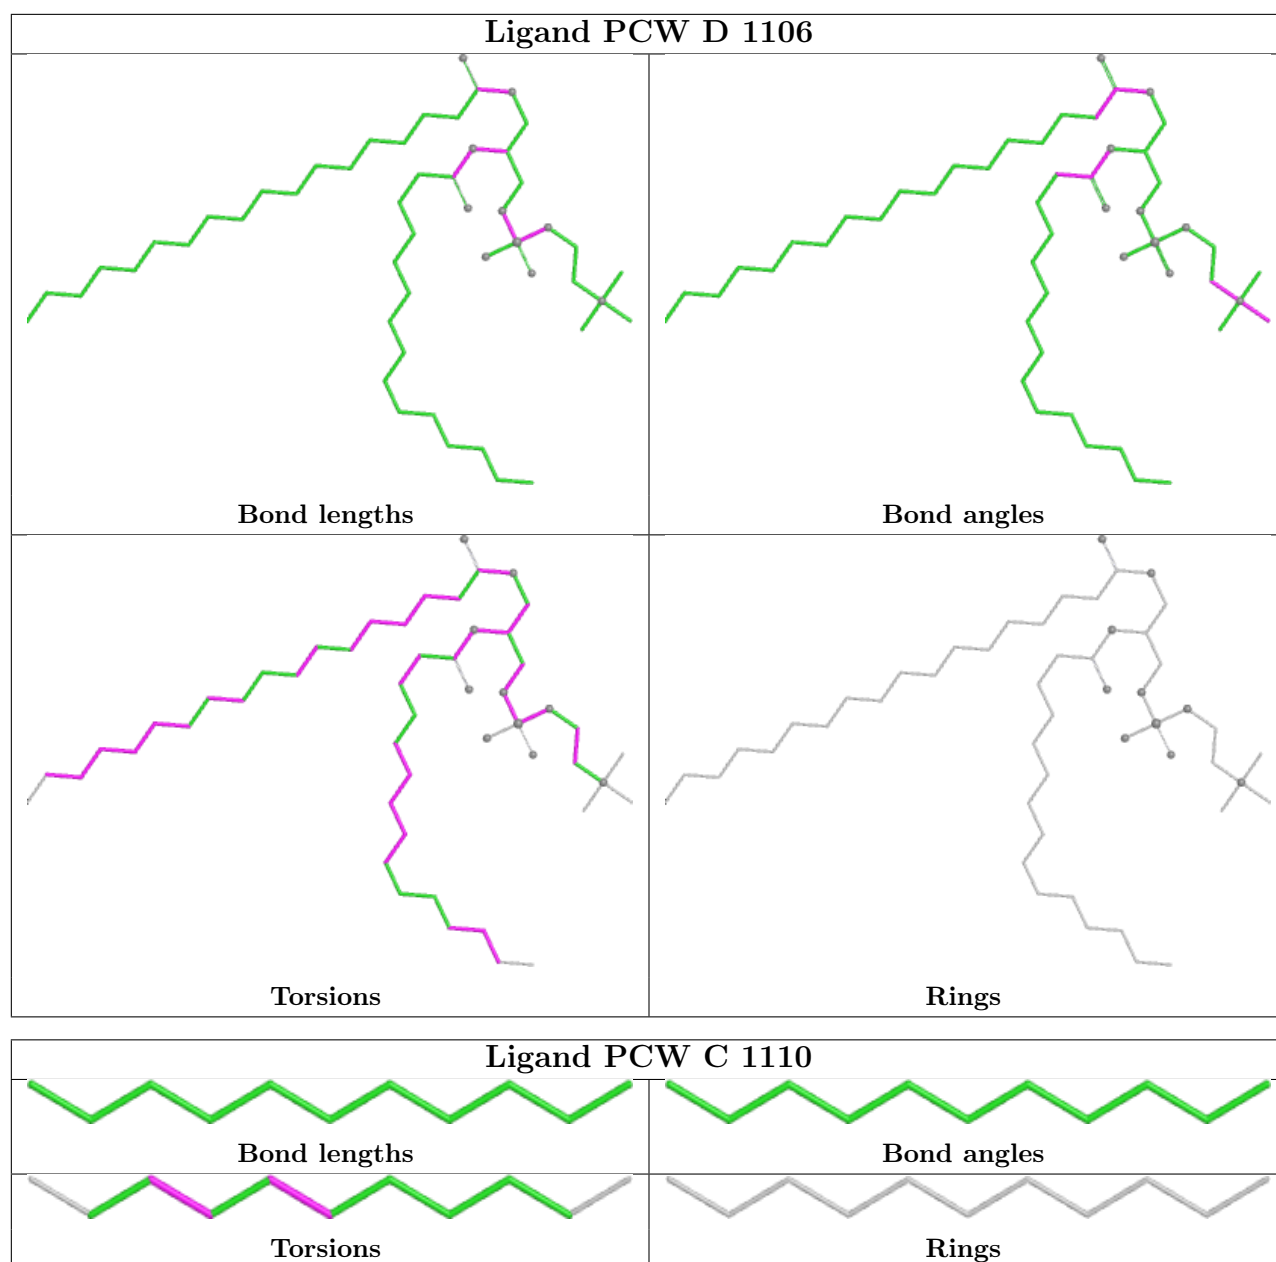 Ligand PCW D 1106
Bond lengths
Bond angles
Torsions
Rings
Ligand PCW C 1110
Bond lengths
Bond angles
Torsions
Rings